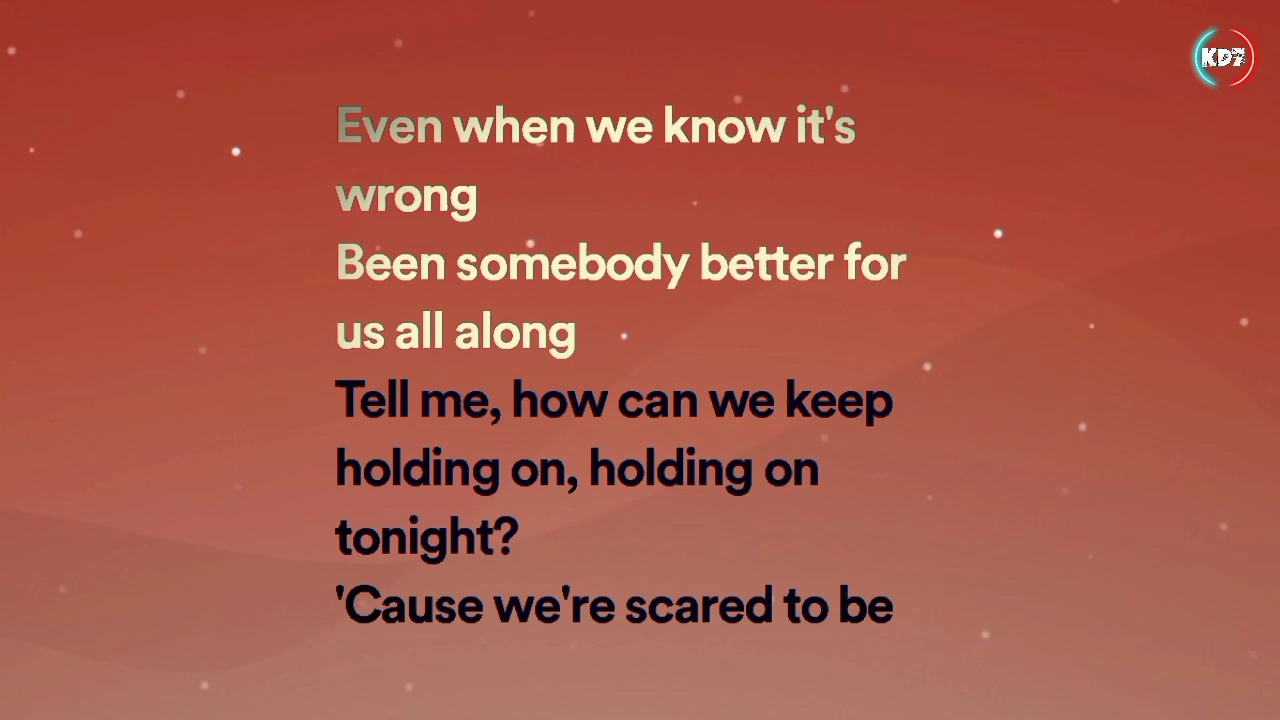 KD7
Even when we know it's
wrong
Been somebody better for
us all along
Tell me, how can we keep
holding on, holding on
tonight?
'Cause we're scared to be